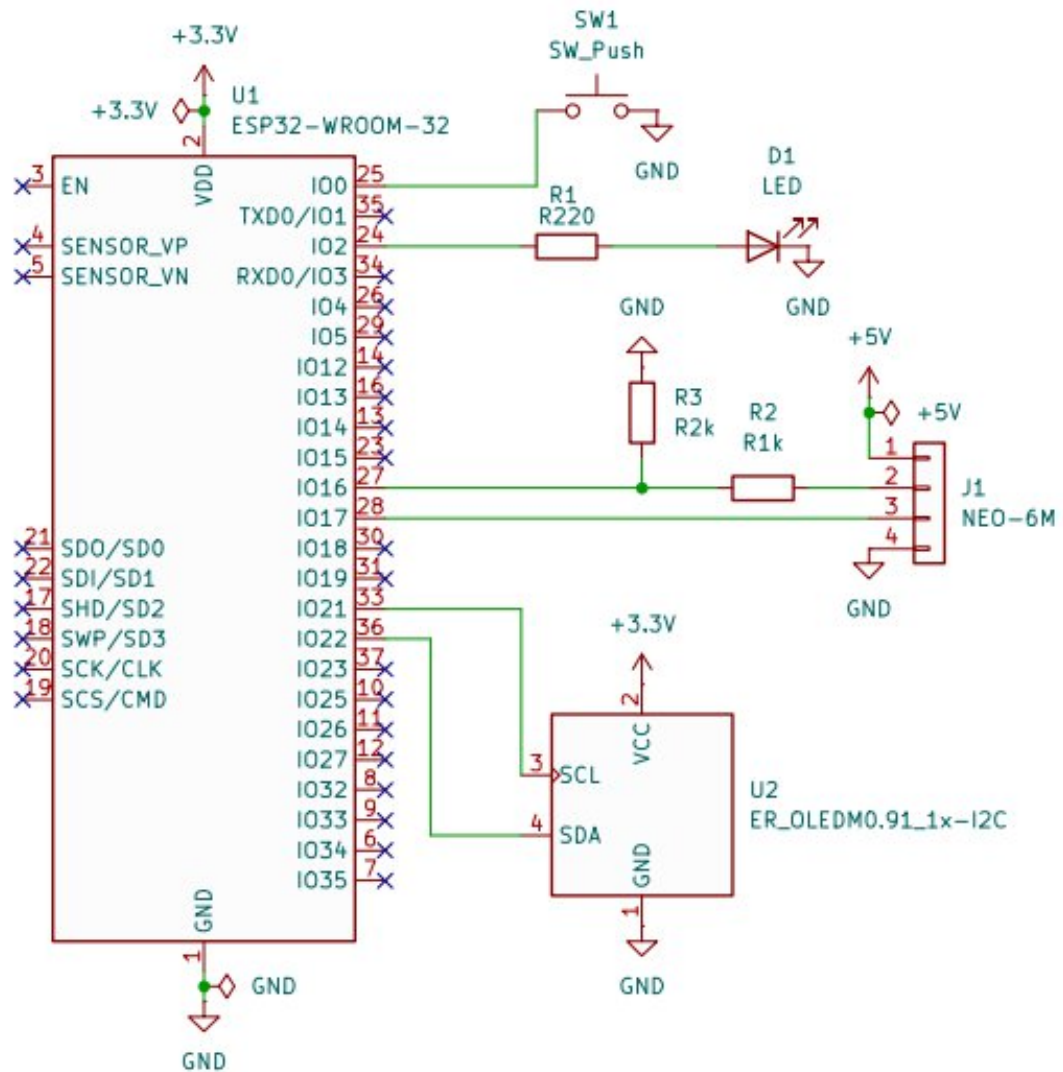 +3.3V
+3.3V
U1
ESP32-WROOM-32
2
VDD
3
EN
4
SENSOR_VP
5
SENSOR_VN
21
SDO/SD0
22
SDI/SD1
17
SHD/SD2
18
SWP/SD3
20
SCK/CLK
19
SCS/CMD
IO0
25
TXD0/IO1
35
IO2
24
RXD0/IO3
34
IO4
26
IO5
29
IO12
14
IO13
16
IO14
13
IO15
23
IO16
27
IO17
28
IO18
30
IO19
31
IO21
33
IO22
36
IO23
37
IO25
10
IO26
11
IO27
12
IO32
8
IO33
9
IO34
6
IO35
7
GND
1
GND
GND
SW1
SW_Push
GND
R1
R220
D1
LED
GND
GND
R3
R2k
R2
R1k
+5V
+5V
1
2
3
4
J1
NEO-6M
GND
+3.3V
2
VCC
3
SCL
4
SDA
GND
1
U2
ER_OLEDM0.91_1x-I2C
GND